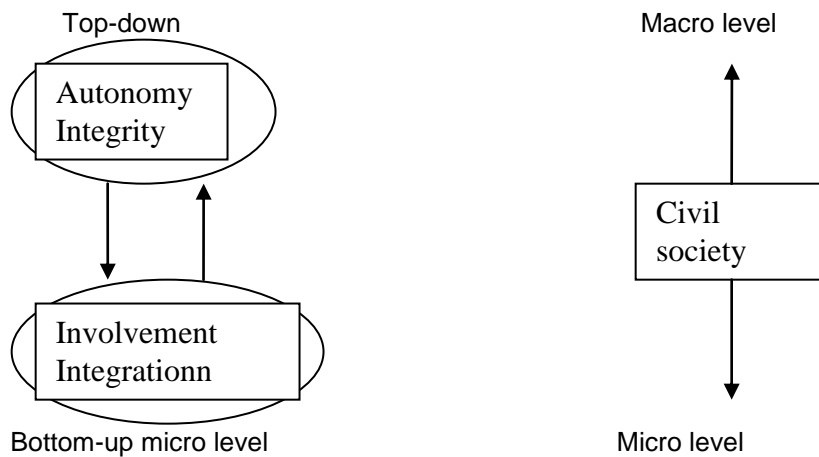 Top-down
Autonomy
Integrity
Involvement
Integrationn
Bottom-up micro level
Macro level
Civil
society
Micro level